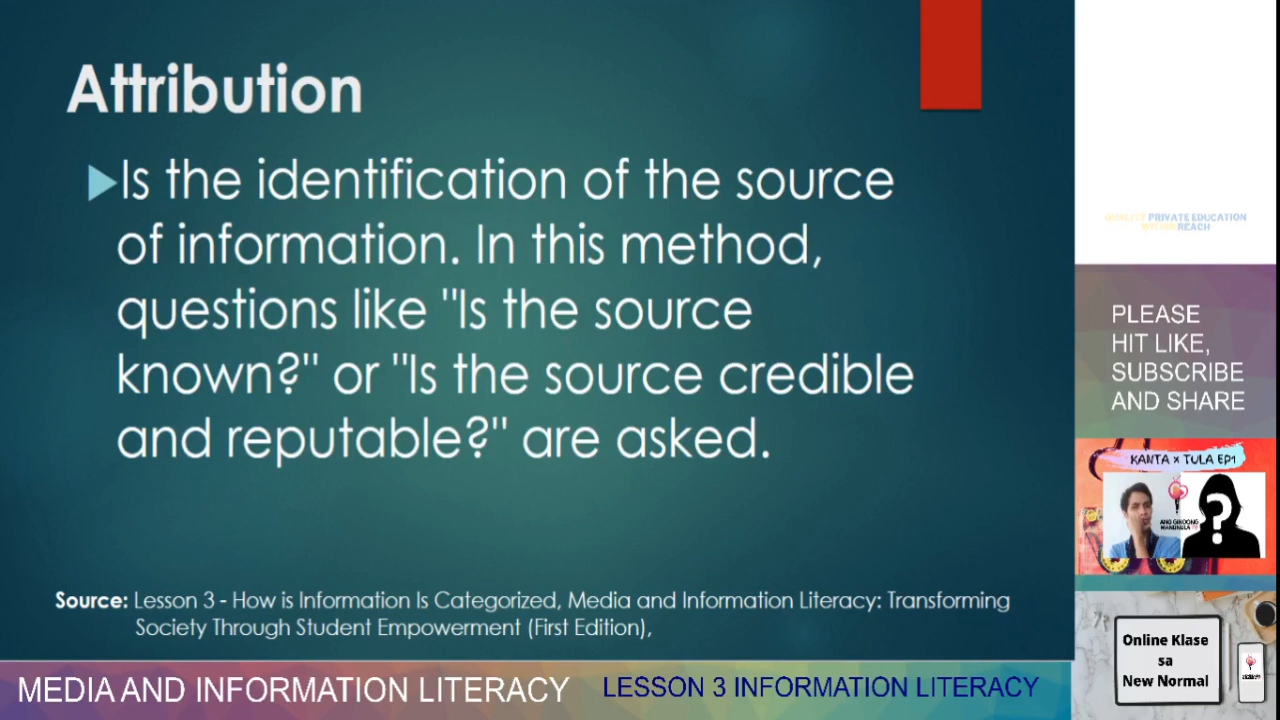 Attribution
Is the identification of the source
of information. In this method,
questions like "Is the source
known?" or "Is the source credible
and reputable?" are asked.
Source: Lesson 3 - How is Information Is Categorized, Media and Information Literacy: Transforming
Society Through Student Empowerment (First Edition),
MEDIA AND INFORMATION LITERACY
LESSON 3 INFORMATION LITERACY
PRIVATE EDUCATION
REACH
PLEASE
HIT LIKE,
SUBSCRIBE
AND SHARE
KANTA x TULA EP1
?
Online Klase
sa
New Normal